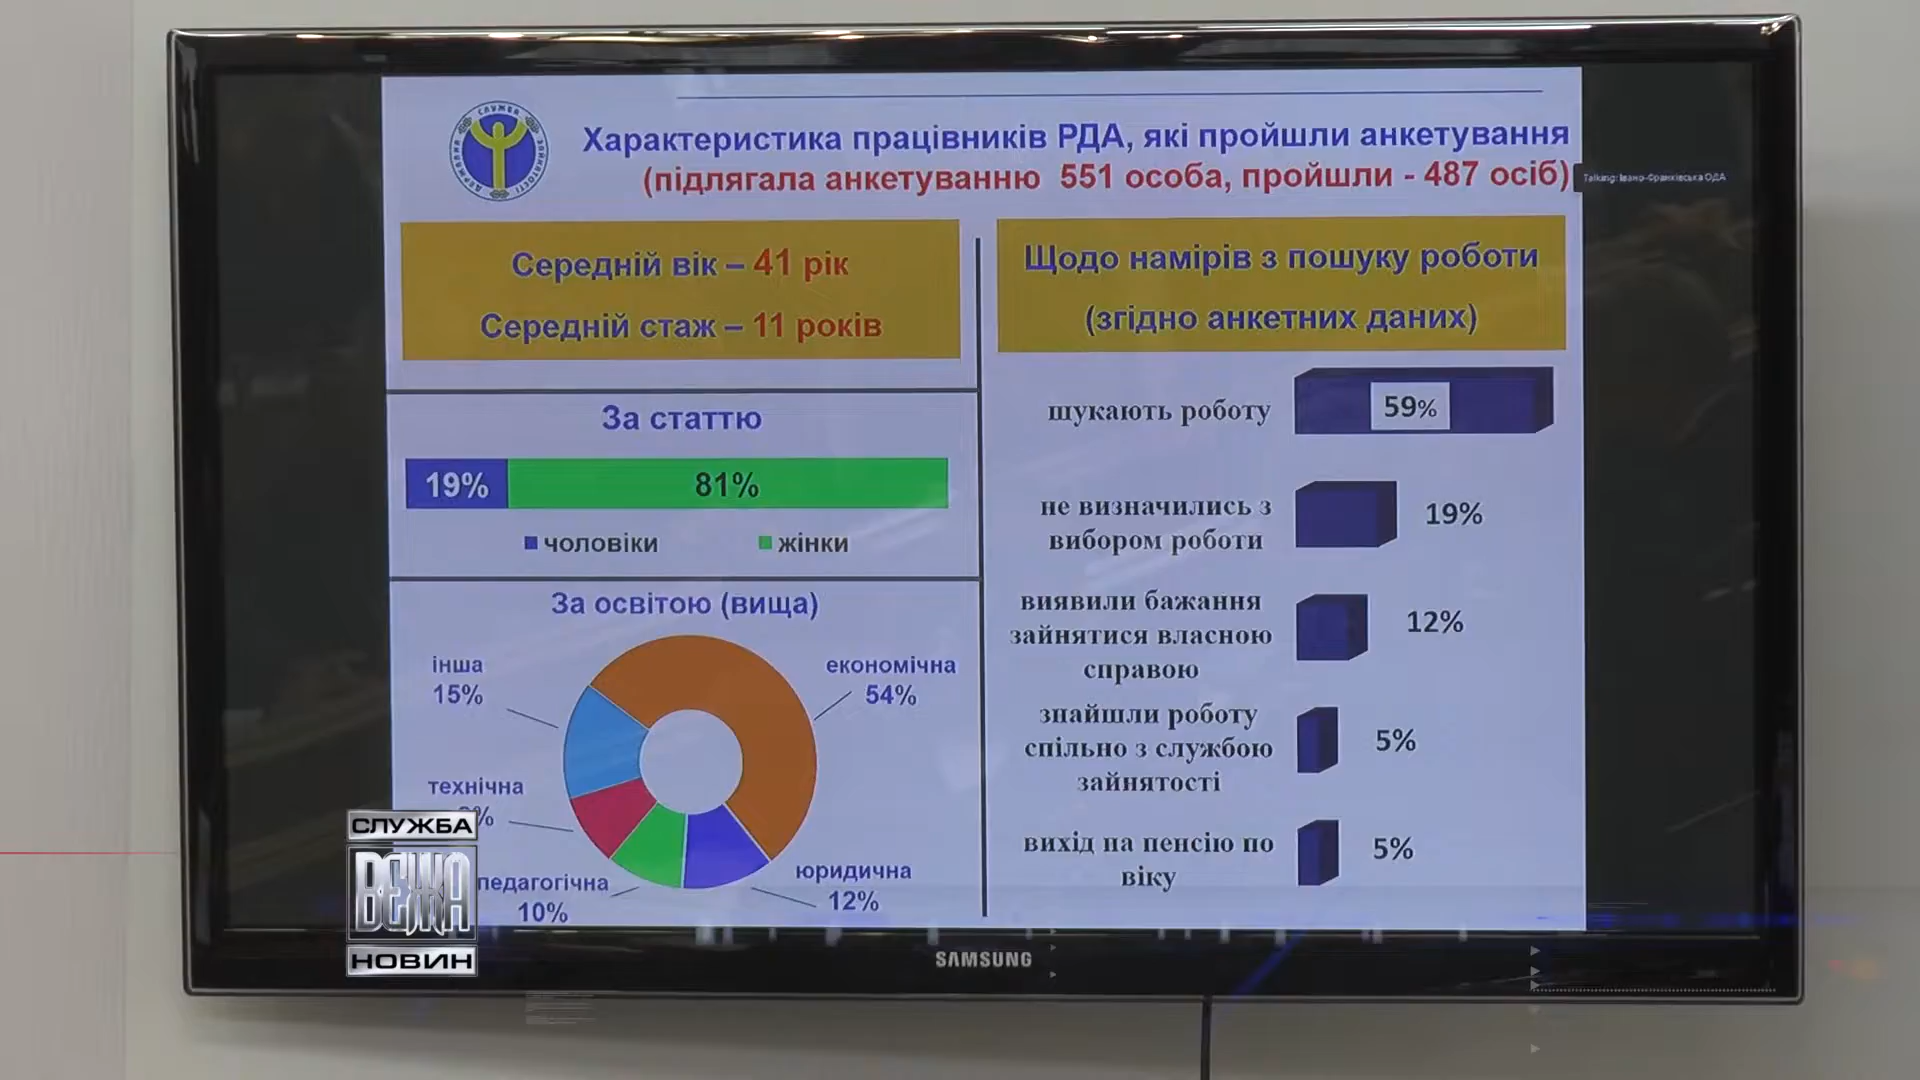 Характеристика працівників РДА, які пройшли анкетування
(підлягала анкетуванню 551 особа, пройшли - 487 осіб)
Talking: Івано-Франківська ОДА
Середній вік – 41 рік
Середній стаж – 11 років
За статтю
19% 81%
чоловіки жінки
За освітою (вища)
інша
15%
економічна
54%
технічна
%
педагогічна
10%
юридична
12%
Щодо намірів з пошуку роботи
(згідно анкетних даних)
шукають роботу
59%
не визначились з
вибором роботи
19%
виявили бажання
зайнятися власною
справою
12%
знайшли роботу
спільно з службою
зайнятості
5%
вихід на пенсію по
віку
5%
СЛУЖБА
ВЕЖА
НОВИН
SAMSUNG